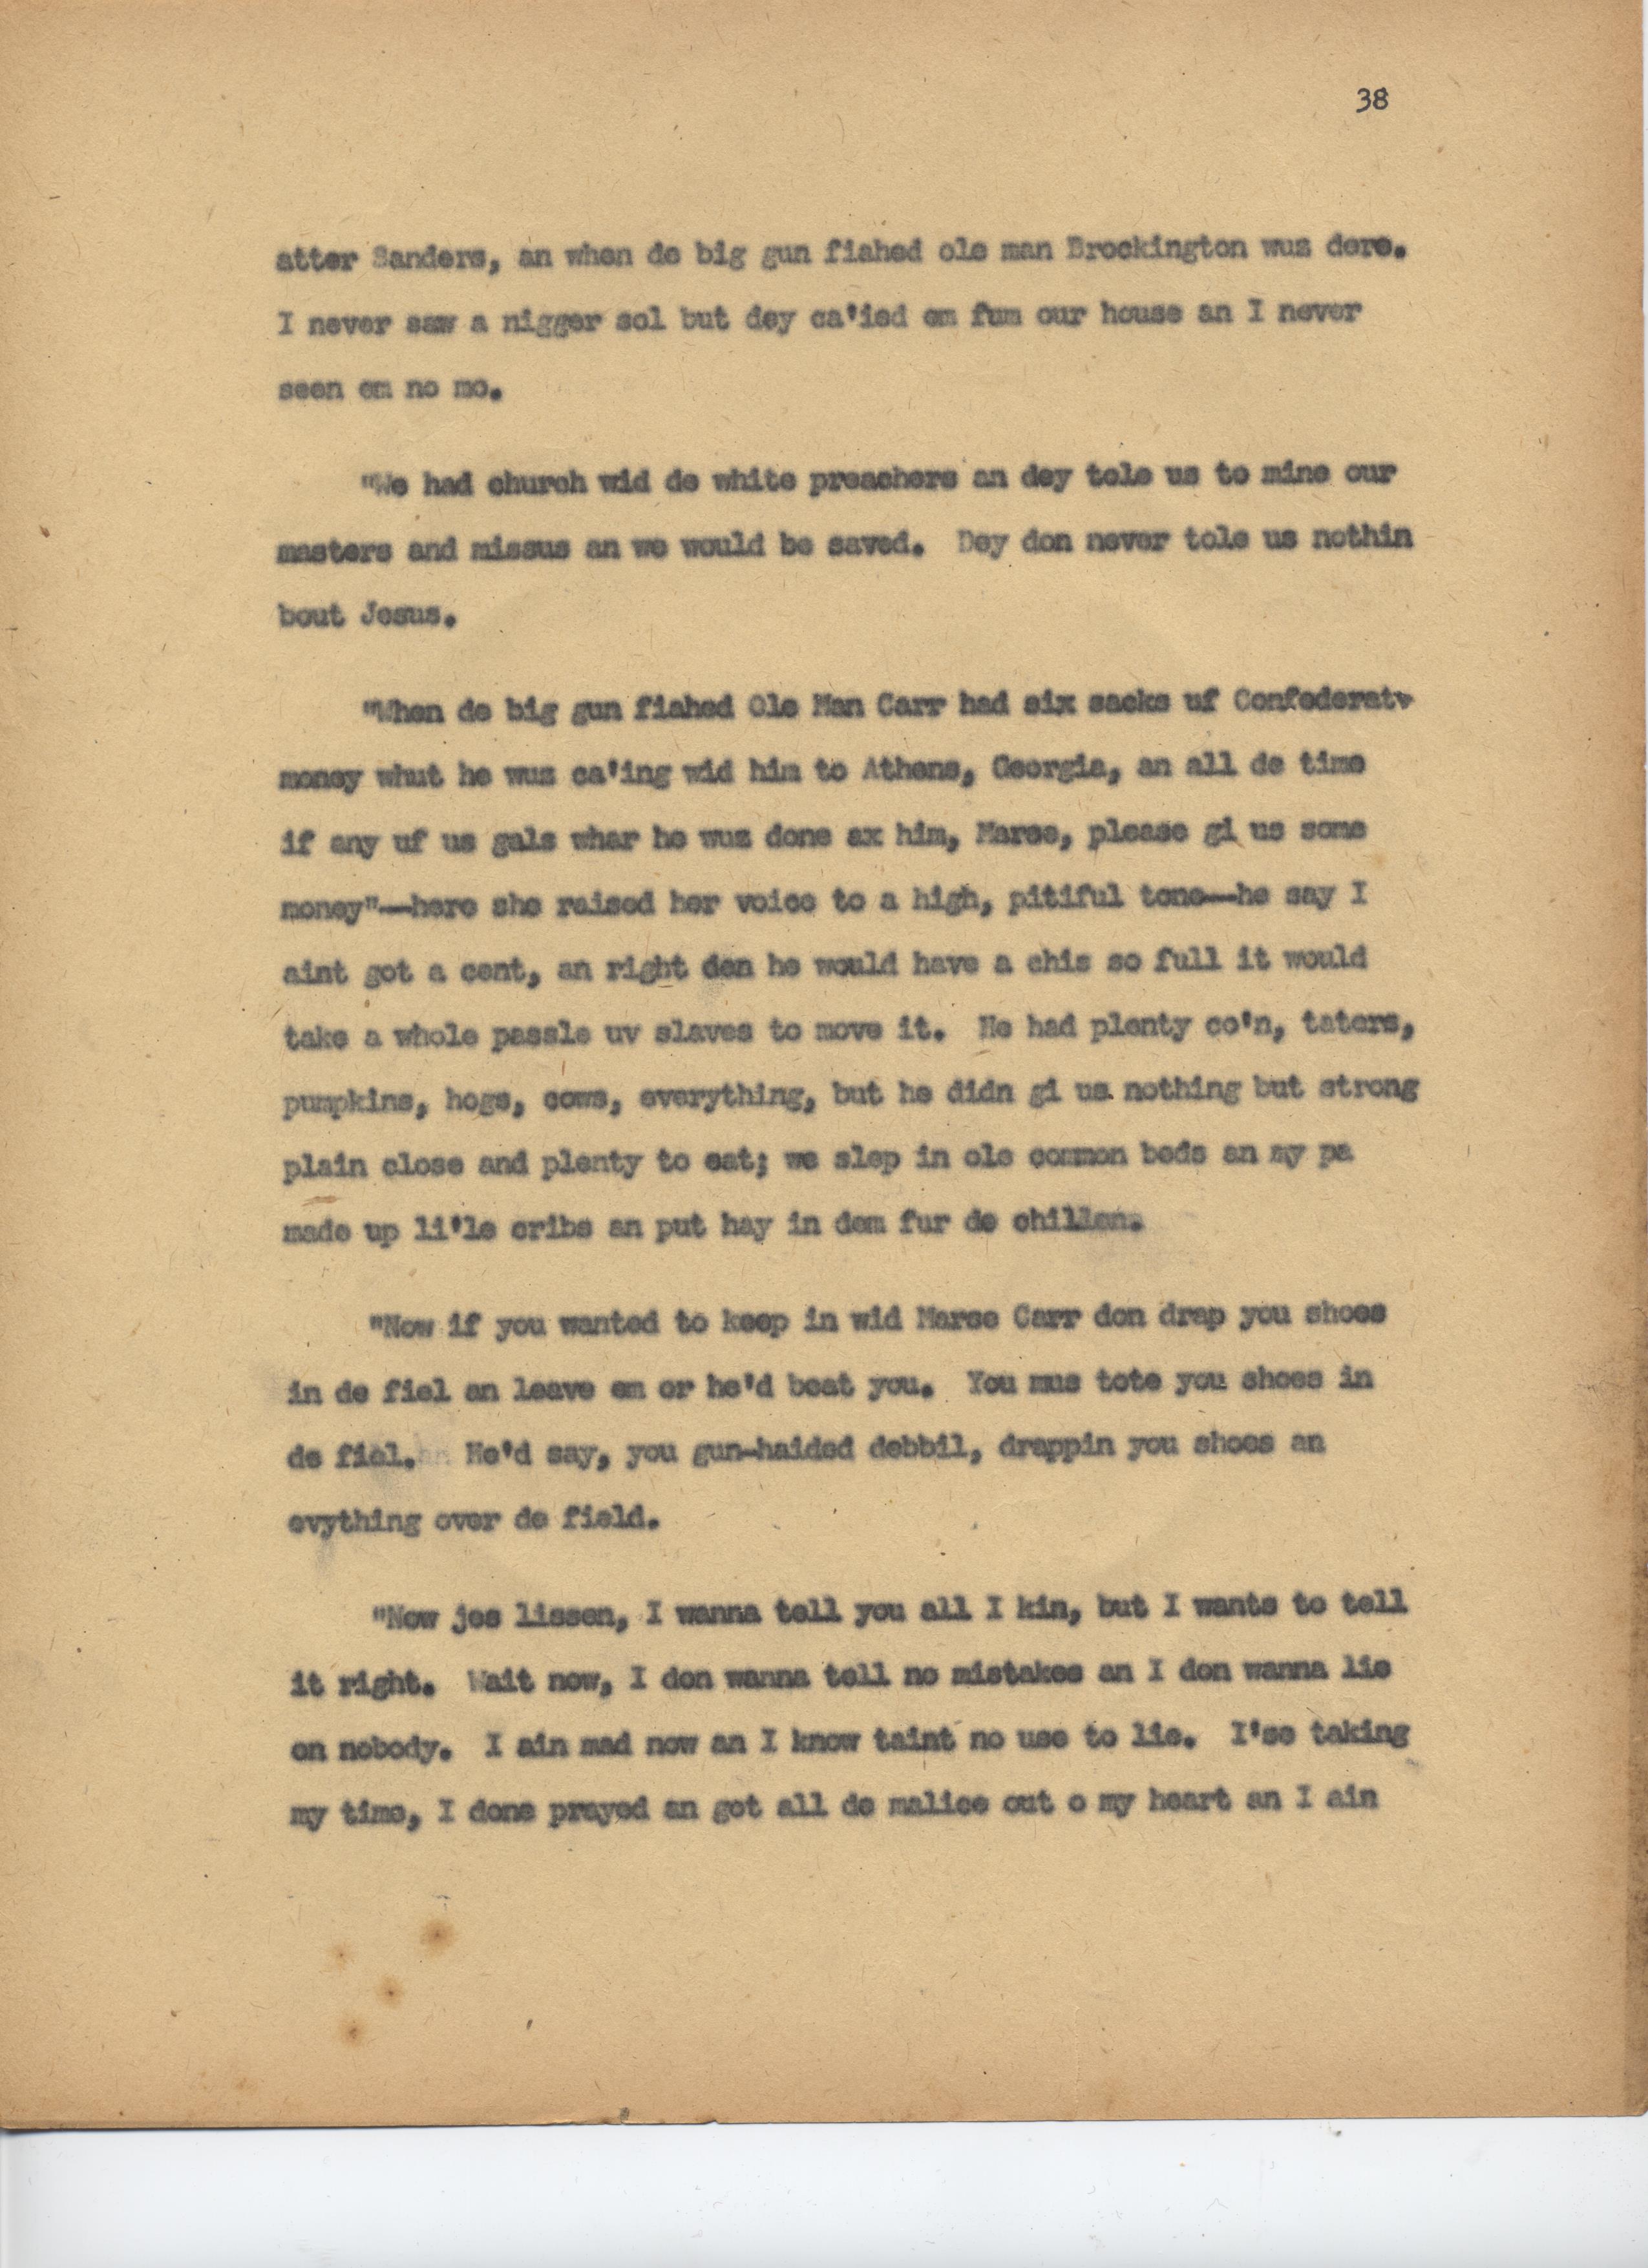 38
atter Sanders, an when de big gun fiahed ole man Brockington wuz dere.
I never saw a nigger sol but dey ca'ied em fum our house an I never
seen em no mo.
"We had church wid de white preachers an dey tole us to mine our
masters and missus an we would be saved. Dey don never tole us nothin
bout Jesus.
"When de big gun fiahed Ole Man Carr had six sacks uf Confederate
money whut he wuz ca'ing wid him to Athens, Georgia, an all de time
if any uf us gals whar he wuz done ax him, Marse, please gi us some
money"—here she raised her voice to a high, pitiful tone—he say I
aint got a cent, an right den he would have a chis so full it would
take a whole passle uv slaves to move it. He had plenty co'n, taters,
pumpkins, hogs, cows, everything, but he didn gi us nothing but strong
plain close and plenty to eat; we slep in ole common beds an my pa
made up li'le cribs an put hay in dem fur de chillen.
"Now if you wanted to keep in wid Marse Carr don drap you shoes
in de fiel an leave em or he'd beat you. You mus tote you shoes in
de fiel. He'd say, you gun-haided debbil, drappin you shoes an
evything over de field.
"Now jes lissen, I wanna tell you all I kin, but I wants to tell
it right. Wait now, I don wanna tell no mistakes an I don wanna lie
on nobody. I ain mad now an I know taint no use to lie. I'se taking
my time, I done prayed an got all de malice out o my heart an I ain